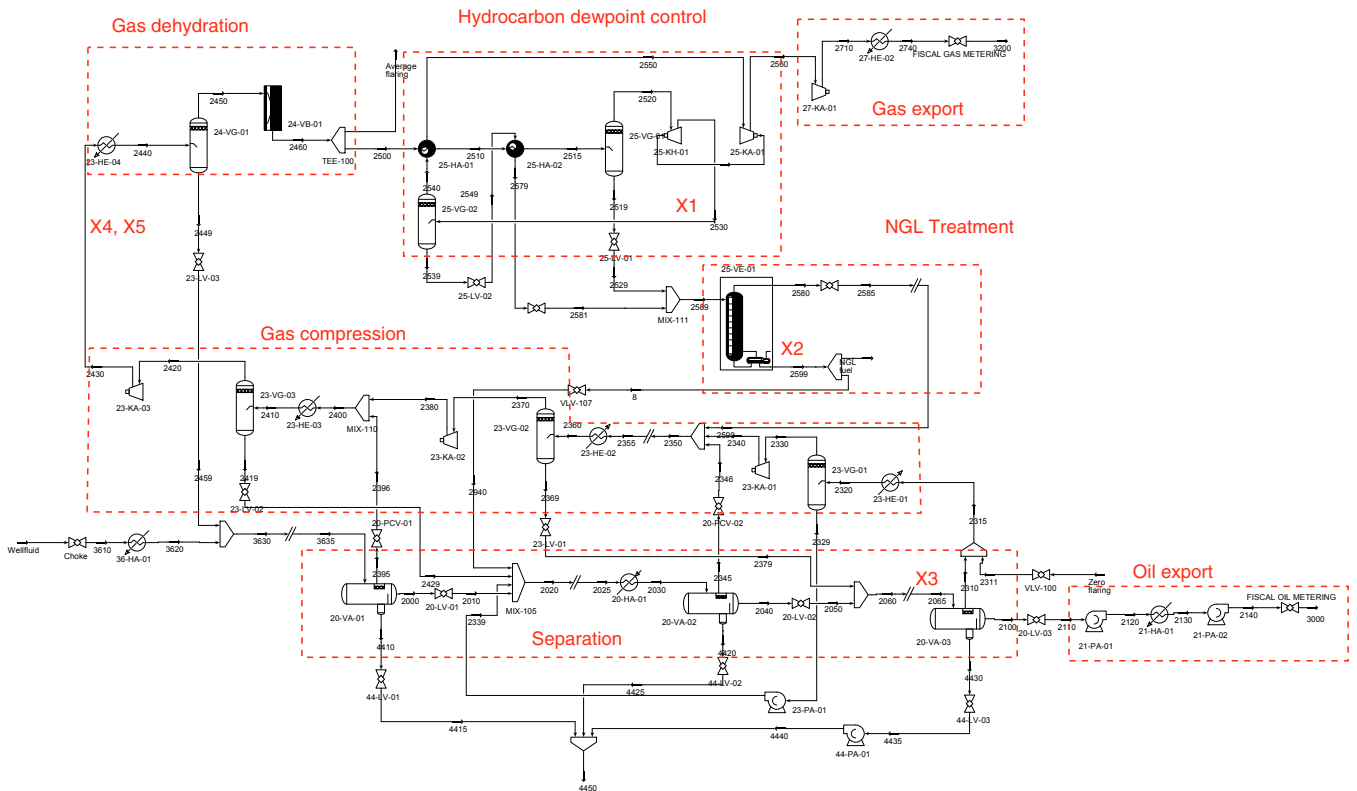 Gas dehydration
Hydrocarbon dewpoint control
2450
24-VG-01
24-VB-01
2460
23-HE-04
2440
TEE-100
Average
flaring
2500
2550
2520
25-VG-01
25-KH-01
25-KA-01
2560
25-HA-01
2510
25-HA-02
2515
2540
2549
2579
25-VG-02
X1
2519
2530
2539
25-LV-02
25-LV-01
2529
2581
MIX-111
2589
2710
27-HE-02
2740
FISCAL GAS METERING
3200
27-KA-01
Gas export
X4, X5
2449
23-LV-03
NGL Treatment
25-VE-01
2580
2585
X2
2599
NGL
fuel
Gas compression
2430
2420
23-KA-03
23-VG-03
2410
23-HE-03
2400
MIX-110
2380
23-KA-02
2370
VLV-107
8
23-VG-02
2360
23-HE-02
2355
2350
2340
23-KA-01
2330
23-VG-01
2320
23-HE-01
2459
2419
23-LV-02
2396
20-PCV-01
2940
2369
23-LV-01
2346
20-PCV-02
2329
2315
Wellfluid
Choke
3610
36-HA-01
3620
3630
3635
2395
2429
2379
2345
X3
2310
2311
VLV-100
Zero
flaring
20-VA-01
2000
20-LV-01
2010
2339
MIX-105
2020
2025
20-HA-01
2030
20-VA-02
2040
20-LV-02
2050
2060
2065
20-VA-03
2100
20-LV-03
2110
Oil export
21-PA-01
2120
21-HA-01
2130
21-PA-02
2140
FISCAL OIL METERING
3000
Separation
4410
44-LV-01
4420
44-LV-02
4425
23-PA-01
4430
44-LV-03
4415
4440
44-PA-01
4435
4450